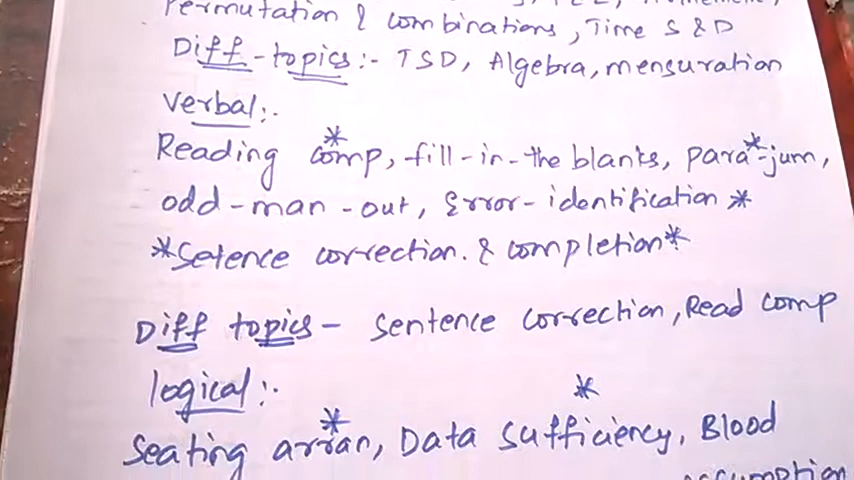 Permutation & combinations, Time S & D
Diff-topics:- TSD, Algebra, mensuration
Verbal:-
Reading comp*, fill-in-the blanks, para*-jum,
odd-man-out, Error-identification *
*Setence correction. & completion*
Diff topics - Sentence correction, Read comp
logical:-
Seating arran*, Data sufficiency*, Blood
assumption